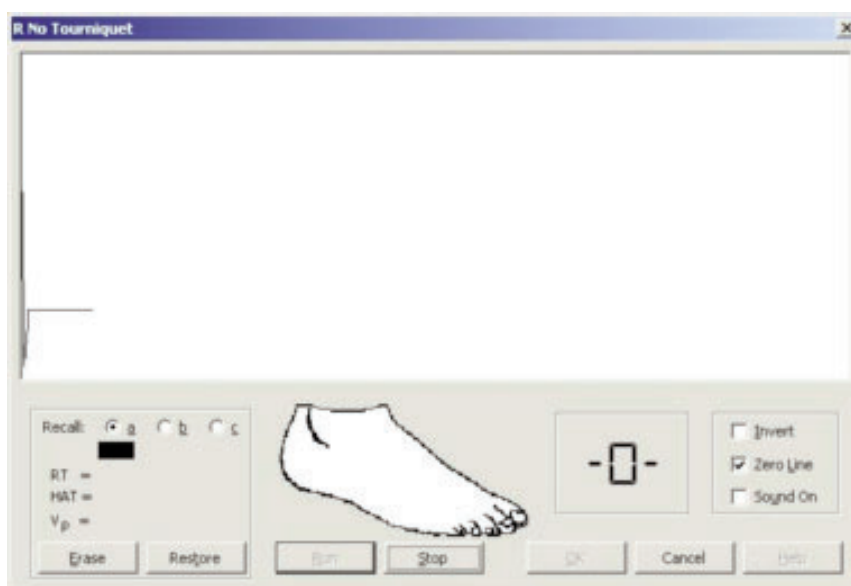 R No Tourniquet
Recall: a b c
RT =
HAT =
Vp =
-0-
Invert
Zero Line
Sound On
Erase Restore Run Stop OK Cancel Help